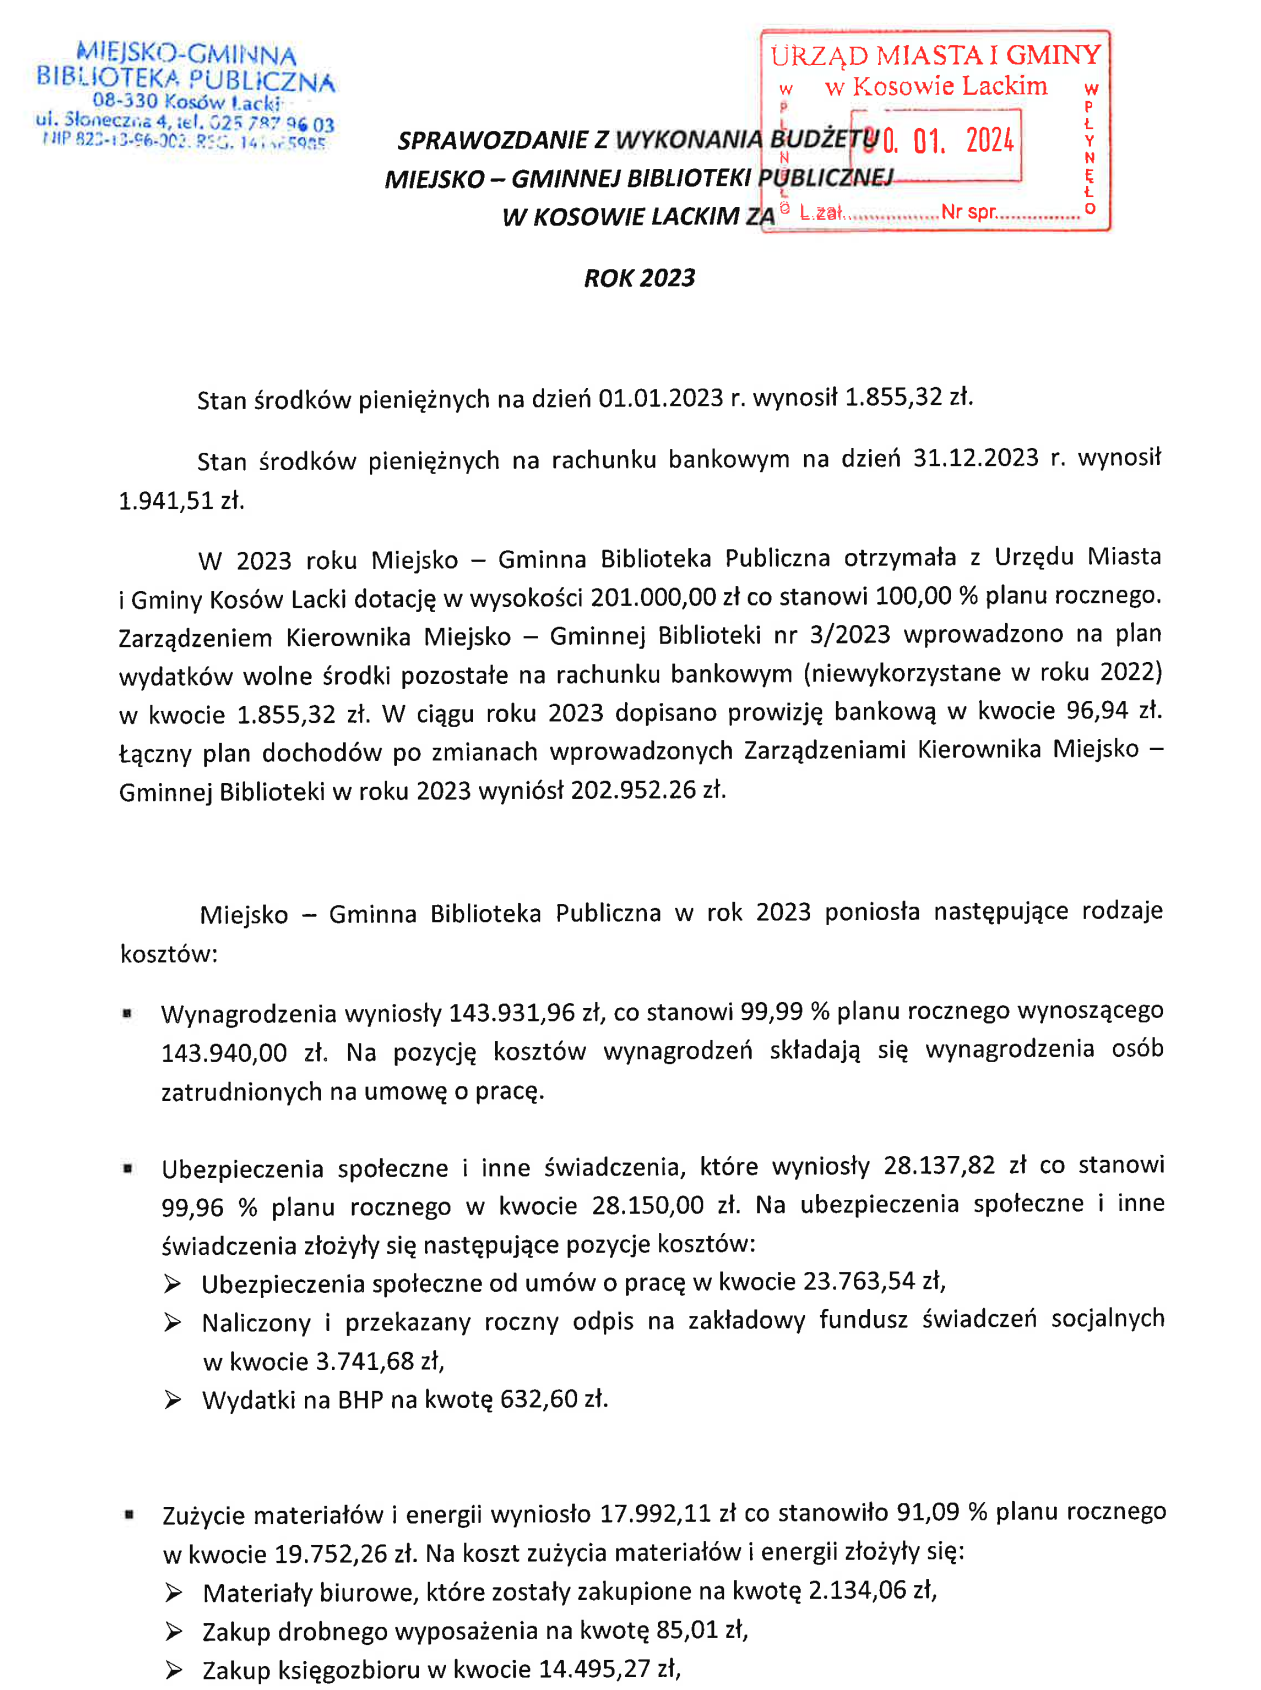 MIEJSKO-GMINNA
BIBLIOTEKA PUBLICZNA
08-330 Kosów Lacki
ul. Słoneczna 4, tel. 025 787 96 03
NIP 823-13-96-002. REG.
URZĄD MIASTA I GMINY
w Kosowie Lackim
WPŁYNĘŁO
WPŁYNĘŁO
30. 01. 2024
L.zał.................Nr spr................
SPRAWOZDANIE Z WYKONANIA BUDŻETU
MIEJSKO – GMINNEJ BIBLIOTEKI PUBLICZNEJ
W KOSOWIE LACKIM ZA
ROK 2023
Stan środków pieniężnych na dzień 01.01.2023 r. wynosił 1.855,32 zł.
Stan środków pieniężnych na rachunku bankowym na dzień 31.12.2023 r. wynosił
1.941,51 zł.
W 2023 roku Miejsko – Gminna Biblioteka Publiczna otrzymała z Urzędu Miasta
i Gminy Kosów Lacki dotację w wysokości 201.000,00 zł co stanowi 100,00 % planu rocznego.
Zarządzeniem Kierownika Miejsko – Gminnej Biblioteki nr 3/2023 wprowadzono na plan
wydatków wolne środki pozostałe na rachunku bankowym (niewykorzystane w roku 2022)
w kwocie 1.855,32 zł. W ciągu roku 2023 dopisano prowizję bankową w kwocie 96,94 zł.
Łączny plan dochodów po zmianach wprowadzonych Zarządzeniami Kierownika Miejsko –
Gminnej Biblioteki w roku 2023 wyniósł 202.952.26 zł.
Miejsko – Gminna Biblioteka Publiczna w rok 2023 poniosła następujące rodzaje
kosztów:
▪ Wynagrodzenia wyniosły 143.931,96 zł, co stanowi 99,99 % planu rocznego wynoszącego
143.940,00 zł. Na pozycję kosztów wynagrodzeń składają się wynagrodzenia osób
zatrudnionych na umowę o pracę.
▪ Ubezpieczenia społeczne i inne świadczenia, które wyniosły 28.137,82 zł co stanowi
99,96 % planu rocznego w kwocie 28.150,00 zł. Na ubezpieczenia społeczne i inne
świadczenia złożyły się następujące pozycje kosztów:
➢ Ubezpieczenia społeczne od umów o pracę w kwocie 23.763,54 zł,
➢ Naliczony i przekazany roczny odpis na zakładowy fundusz świadczeń socjalnych
w kwocie 3.741,68 zł,
➢ Wydatki na BHP na kwotę 632,60 zł.
▪ Zużycie materiałów i energii wyniosło 17.992,11 zł co stanowiło 91,09 % planu rocznego
w kwocie 19.752,26 zł. Na koszt zużycia materiałów i energii złożyły się:
➢ Materiały biurowe, które zostały zakupione na kwotę 2.134,06 zł,
➢ Zakup drobnego wyposażenia na kwotę 85,01 zł,
➢ Zakup księgozbioru w kwocie 14.495,27 zł,